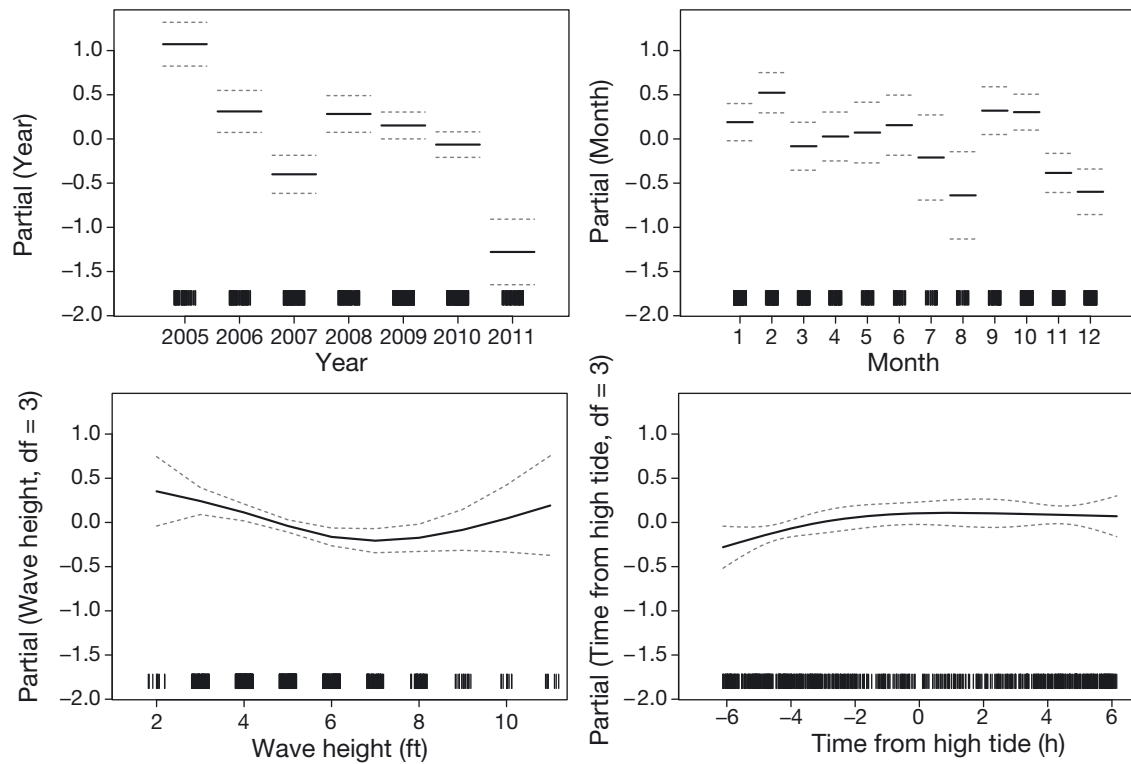 Partial (Year)
1.0
0.5
0.0
−0.5
−1.0
−1.5
−2.0
2005 2006 2007 2008 2009 2010 2011
Year
Partial (Month)
1.0
0.5
0.0
−0.5
−1.0
−1.5
−2.0
1 2 3 4 5 6 7 8 9 10 11 12
Month
Partial (Wave height, df = 3)
1.0
0.5
0.0
−0.5
−1.0
−1.5
−2.0
2 4 6 8 10
Wave height (ft)
Partial (Time from high tide, df = 3)
1.0
0.5
0.0
−0.5
−1.0
−1.5
−2.0
−6 −4 −2 0 2 4 6
Time from high tide (h)